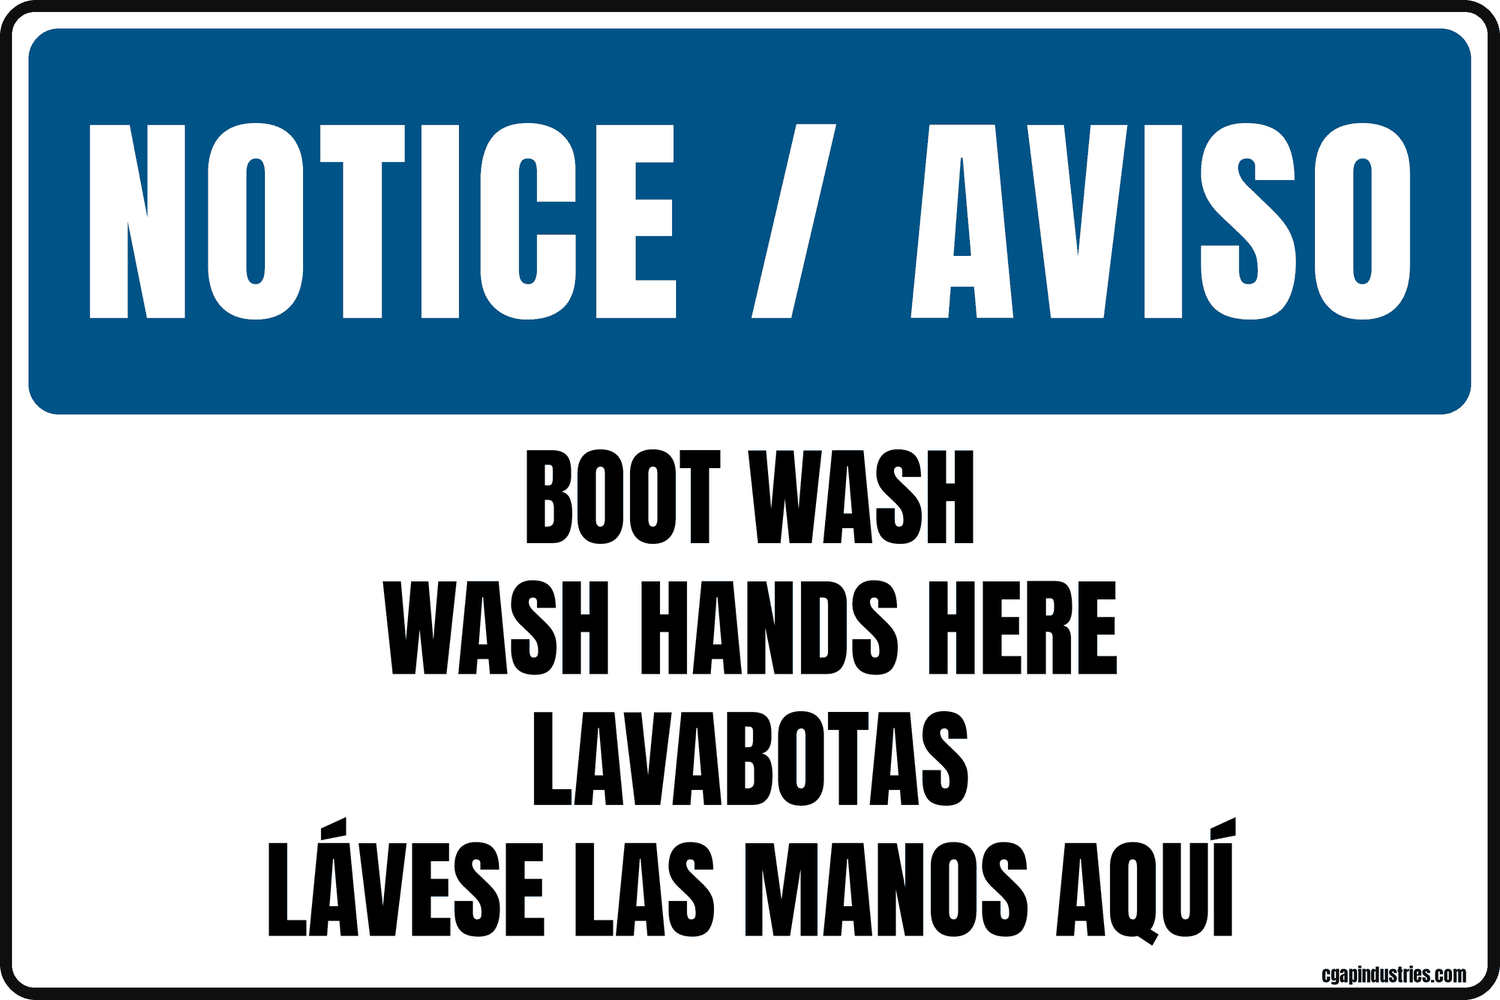 NOTICE / AVISO
BOOT WASH
WASH HANDS HERE
LAVABOTAS
LÁVESE LAS MANOS AQUÍ
cgapindustries.com